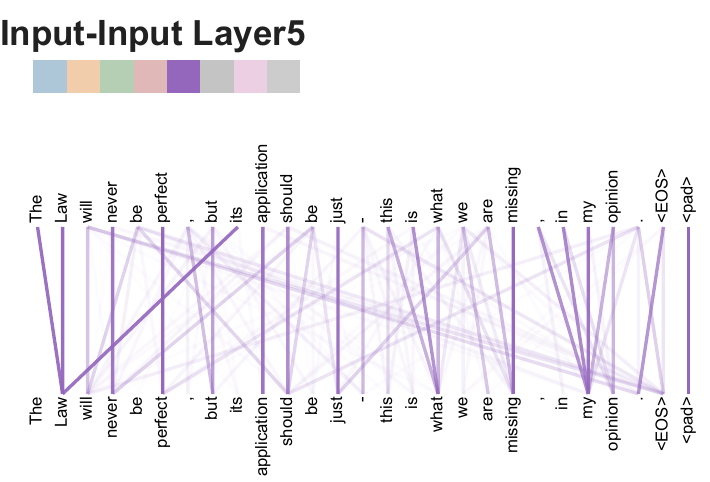 Input-Input Layer5
The Law will never be perfect , but its application should be just - this is what we are missing , in my opinion . <EOS> <pad>
The Law will never be perfect , but its application should be just - this is what we are missing , in my opinion . <EOS> <pad>